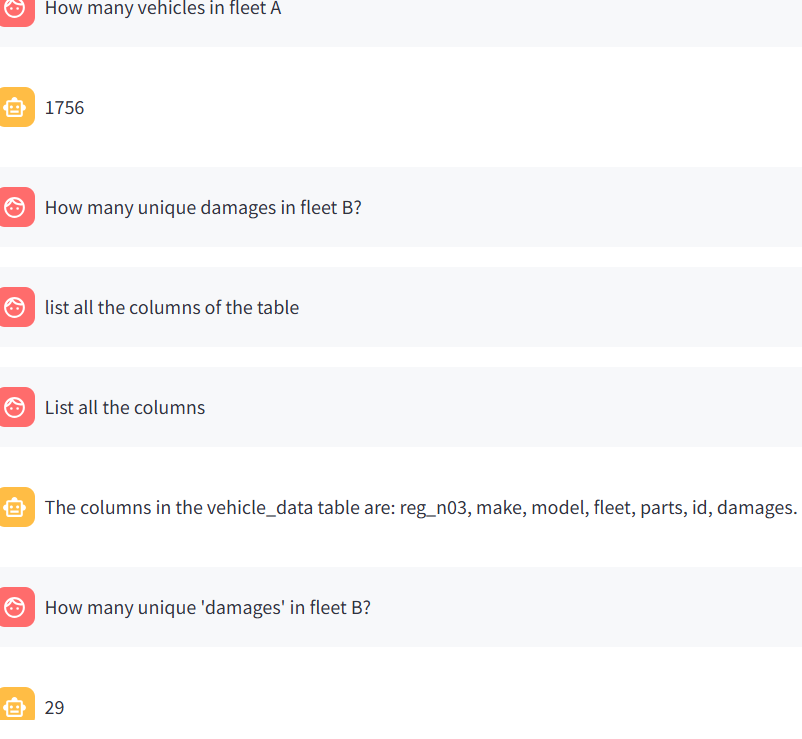 How many vehicles in fleet A
1756
How many unique damages in fleet B?
list all the columns of the table
List all the columns
The columns in the vehicle_data table are: reg_n03, make, model, fleet, parts, id, damages.
How many unique 'damages' in fleet B?
29